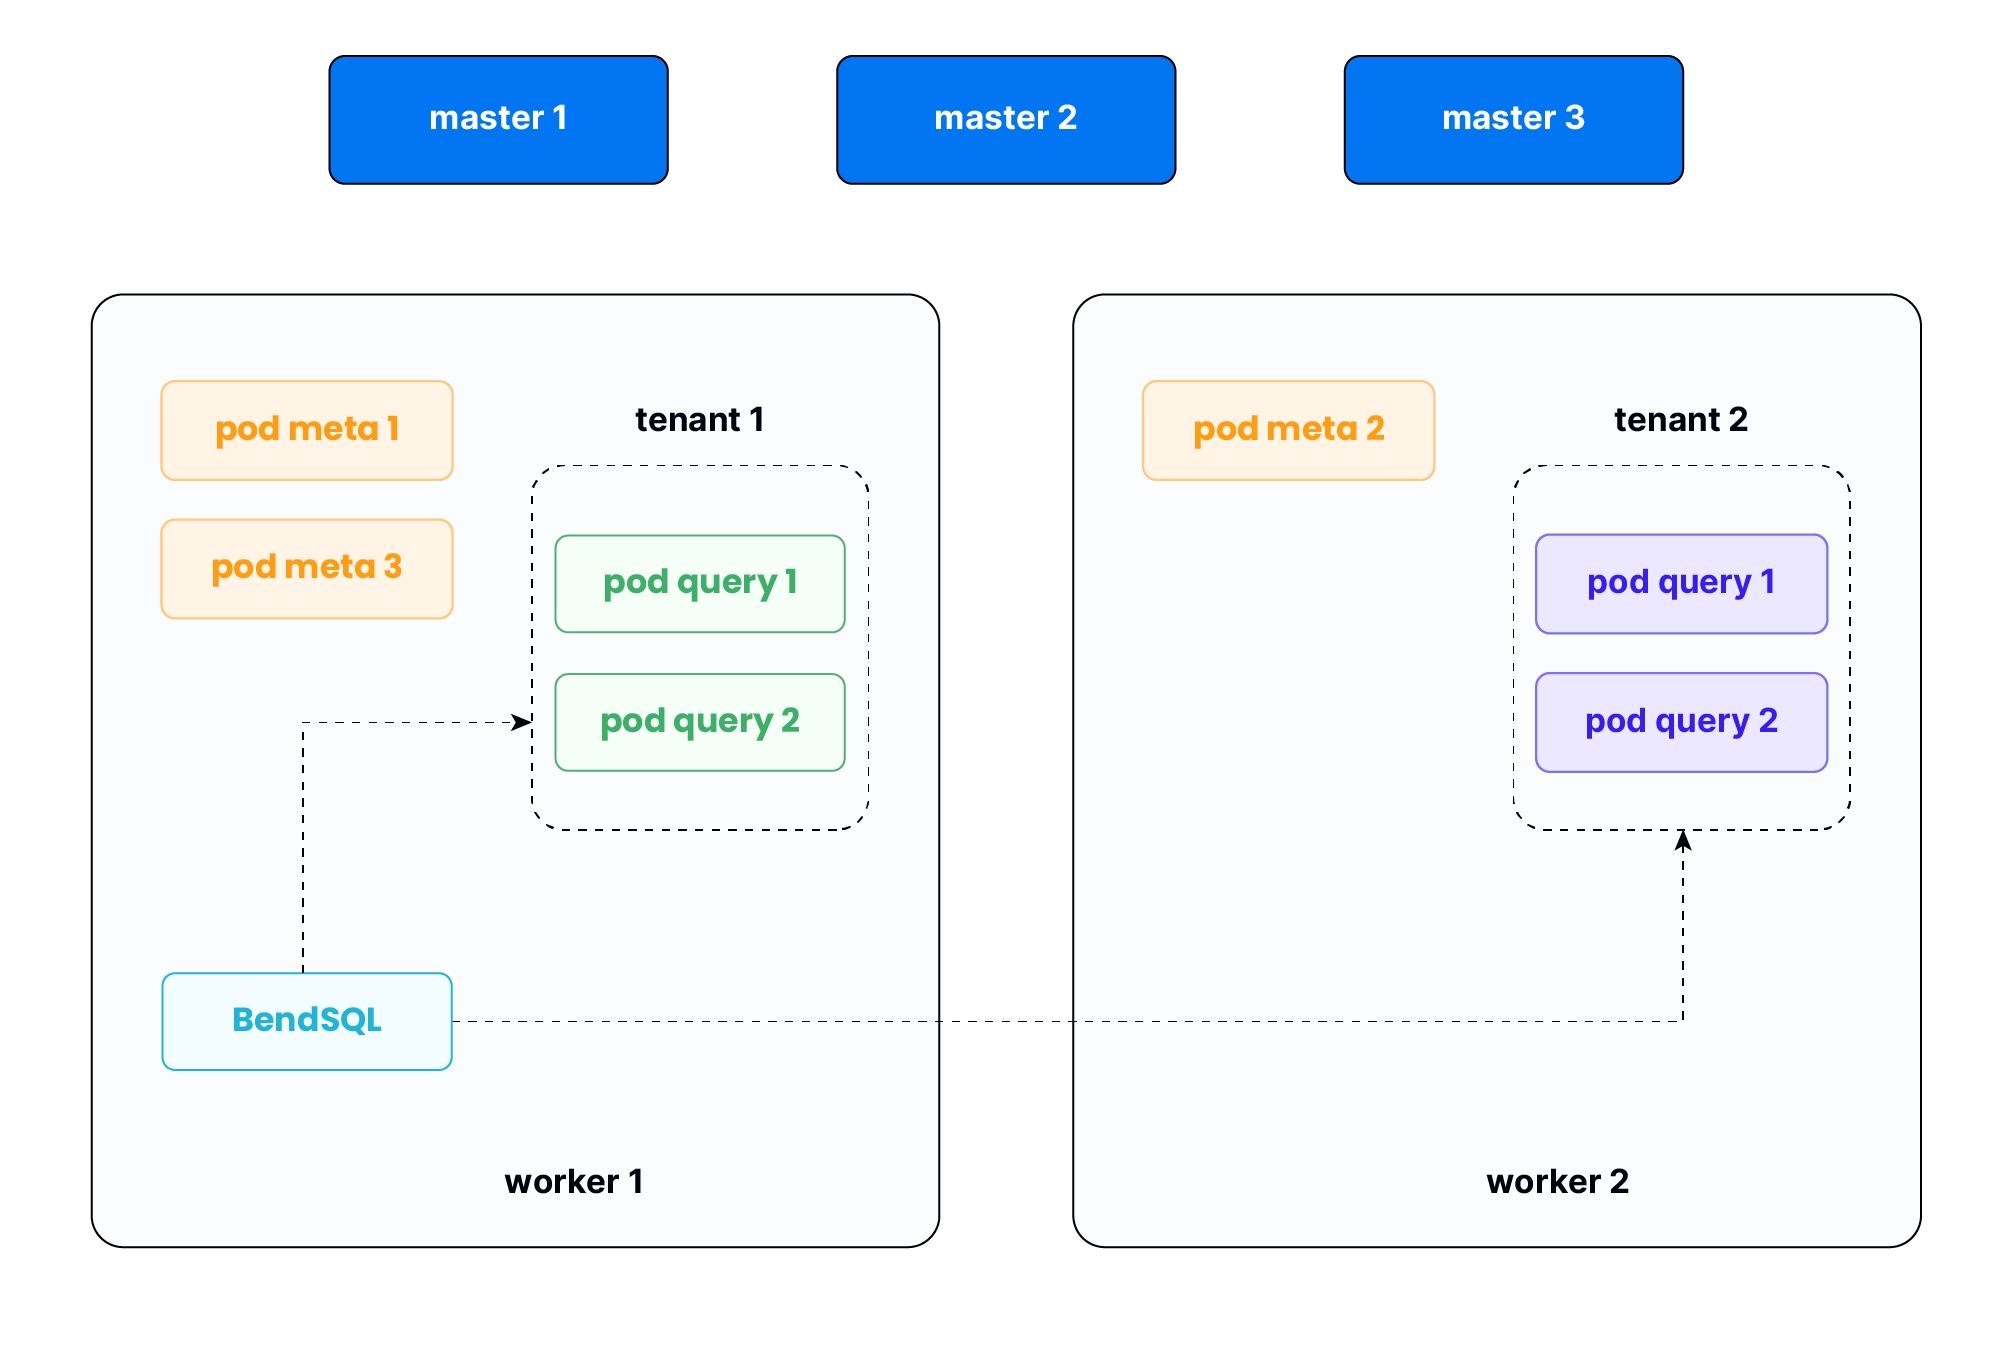 master 1
master 2
master 3
pod meta 1
pod meta 3
tenant 1
pod query 1
pod query 2
BendSQL
worker 1
pod meta 2
tenant 2
pod query 1
pod query 2
worker 2